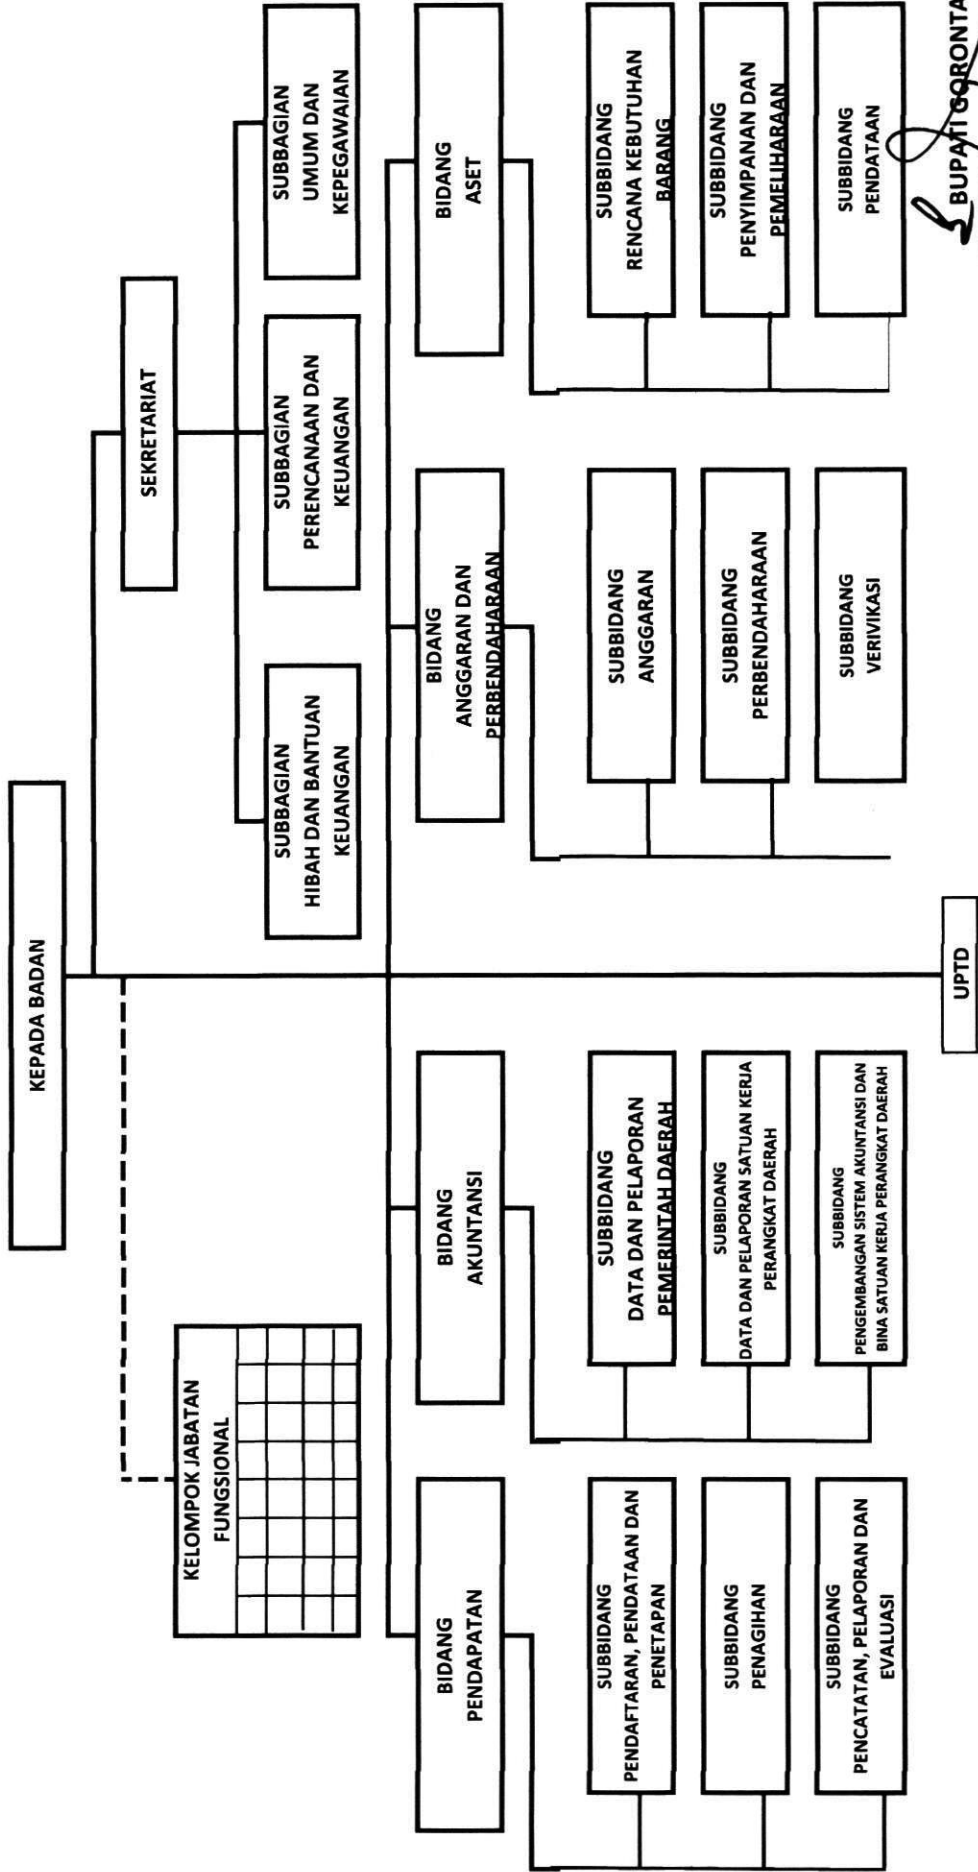 KEPADA BADAN
SEKRETARIAT
KELOMPOK JABATAN
FUNGSIONAL
SUBBAGIAN
HIBAH DAN BANTUAN
KEUANGAN
SUBBAGIAN
PERENCANAAN DAN
KEUANGAN
SUBBAGIAN
UMUM DAN
KEPEGAWAIAN
BIDANG
PENDAPATAN
BIDANG
AKUNTANSI
BIDANG
ANGGARAN DAN
PERBENDAHARAAN
BIDANG
ASET
SUBBIDANG
PENDAFTARAN, PENDATAAN DAN
PENETAPAN
SUBBIDANG
DATA DAN PELAPORAN
PEMERINTAH DAERAH
SUBBIDANG
ANGGARAN
SUBBIDANG
RENCANA KEBUTUHAN
BARANG
SUBBIDANG
PENAGIHAN
SUBBIDANG
DATA DAN PELAPORAN SATUAN KERJA
PERANGKAT DAERAH
SUBBIDANG
PERBENDAHARAAN
SUBBIDANG
PENYIMPANAN DAN
PEMELIHARAAN
SUBBIDANG
PENCATATAN, PELAPORAN DAN
EVALUASI
SUBBIDANG
PENGEMBANGAN SISTEM AKUNTANSI DAN
BINA SATUAN KERJA PERANGKAT DAERAH
SUBBIDANG
VERIVIKASI
SUBBIDANG
PENDATAAN
UPTD
BUPATI GORONTA